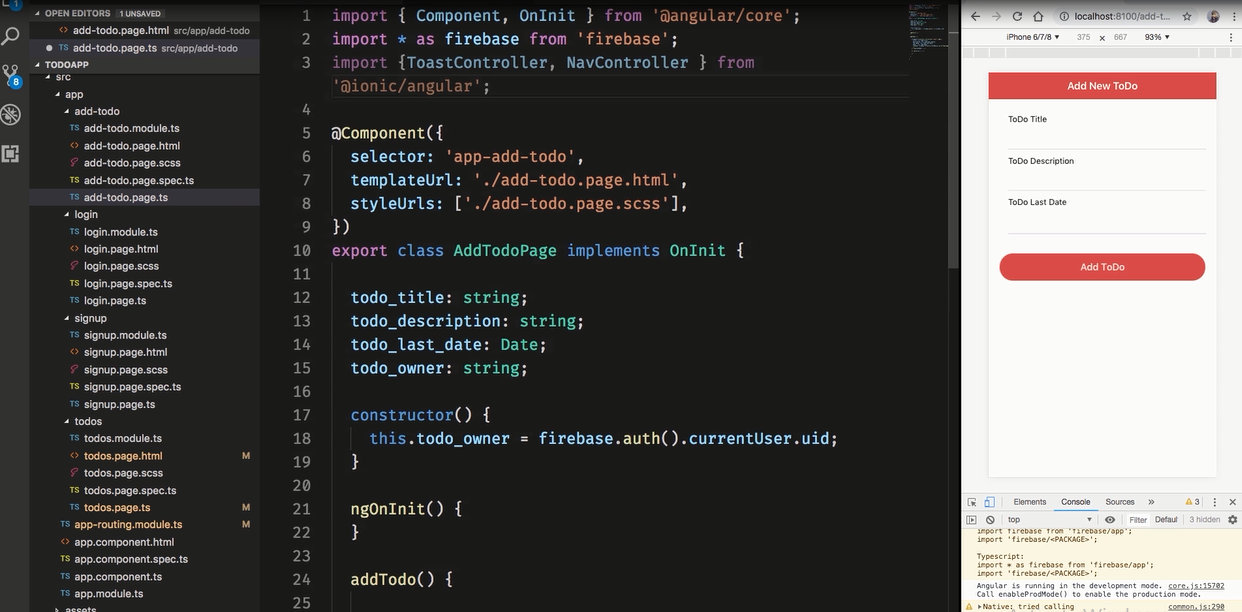 OPEN EDITORS 1 UNSAVED
add-todo.page.html src/app/add-todo
TS add-todo.page.ts src/app/add-todo
TODOAPP
src
app
add-todo
TS add-todo.module.ts
<> add-todo.page.html
add-todo.page.scss
TS add-todo.page.spec.ts
TS add-todo.page.ts
login
TS login.module.ts
<> login.page.html
login.page.scss
TS login.page.spec.ts
TS login.page.ts
signup
TS signup.module.ts
<> signup.page.html
signup.page.scss
TS signup.page.spec.ts
TS signup.page.ts
todos
TS todos.module.ts
<> todos.page.html M
todos.page.scss
TS todos.page.spec.ts
TS todos.page.ts M
TS app-routing.module.ts M
<> app.component.html
TS app.component.spec.ts
TS app.component.ts
TS app.module.ts
assets
1
8
1 import { Component, OnInit } from '@angular/core';
2 import * as firebase from 'firebase';
3 import {ToastController, NavController } from
'@ionic/angular';
4
5 @Component({
6 selector: 'app-add-todo',
7 templateUrl: './add-todo.page.html',
8 styleUrls: ['./add-todo.page.scss'],
9 })
10 export class AddTodoPage implements OnInit {
11
12 todo_title: string;
13 todo_description: string;
14 todo_last_date: Date;
15 todo_owner: string;
16
17 constructor() {
18 this.todo_owner = firebase.auth().currentUser.uid;
19 }
20
21 ngOnInit() {
22 }
23
24 addTodo() {
25
localhost:8100/add-t...
iPhone 6/7/8 ▼ 375 x 667 93% ▼
Add New ToDo
ToDo Title
ToDo Description
ToDo Last Date
Add ToDo
Elements Console Sources » 3
top ▼ Filter Defaul 3 hidden
import firebase from 'firebase/app';
import 'firebase/<PACKAGE>';
Typescript:
import * as firebase from 'firebase/app';
import 'firebase/<PACKAGE>';
Angular is running in the development mode. core.js:15702
Call enableProdMode() to enable the production mode.
Native: tried calling common.js:290